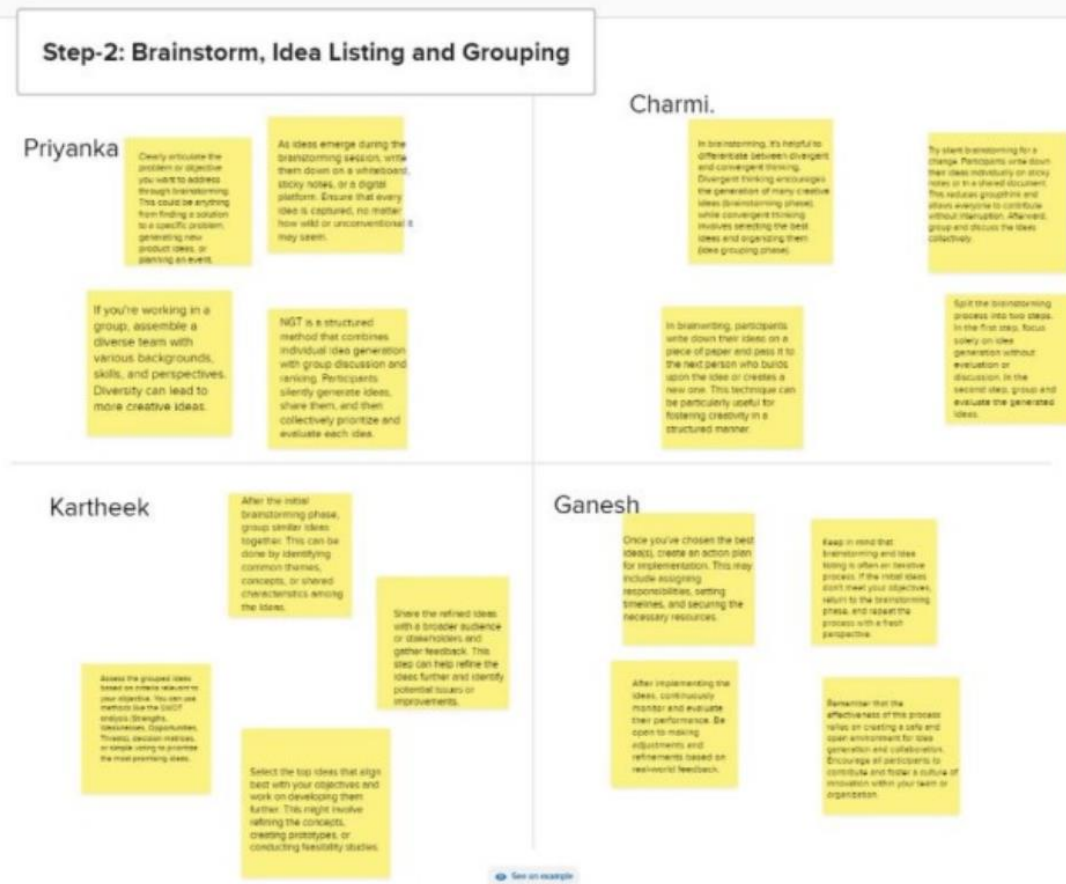 Step-2: Brainstorm, Idea Listing and Grouping
Priyanka
Clearly articulate the
problem or objective
you want to address
through brainstorming.
This could be anything
from finding a solution
to a specific problem,
generating new
product ideas, or
planning an event.
As ideas emerge during the
brainstorming session, write
them down on a whiteboard,
sticky notes, or a digital
platform. Ensure that every
idea is captured, no matter
how wild or unconventional it
may seem.
If you're working in a
group, assemble a
diverse team with
various backgrounds,
skills, and perspectives.
Diversity can lead to
more creative ideas.
NGT is a structured
method that combines
individual idea generation
with group discussion and
ranking. Participants
silently generate ideas,
share them, and then
collectively prioritize and
evaluate each idea.
Charmi.
In brainstorming, it's helpful to
differentiate between divergent
and convergent thinking.
Divergent thinking encourages
the generation of many creative
ideas (brainstorming phase),
while convergent thinking
involves selecting the best
ideas and organizing them
(idea grouping phase).
Try silent brainstorming for a
change. Participants write down
their ideas individually on sticky
notes or in a shared document.
This reduces groupthink and
allows everyone to contribute
without interruption. Afterward,
group and discuss the ideas
collectively.
In brainwriting, participants
write down their ideas on a
piece of paper and pass it to
the next person who builds
upon the idea or creates a
new one. This technique can
be particularly useful for
fostering creativity in a
structured manner.
Split the brainstorming
process into two steps.
In the first step, focus
solely on idea
generation without
evaluation or
discussion. In the
second step, group and
evaluate the generated
ideas.
Kartheek
After the initial
brainstorming phase,
group similar ideas
together. This can be
done by identifying
common themes,
concepts, or shared
characteristics among
the ideas.
Share the refined ideas
with a broader audience
or stakeholders and
gather feedback. This
step can help refine the
ideas further and identify
potential issues or
improvements.
Assess the grouped ideas
based on criteria relevant to
your objective. You can use
methods like the SWOT
analysis (Strengths,
Weaknesses, Opportunities,
Threats), decision matrices,
or simple voting to prioritize
the most promising ideas.
Select the top ideas that align
best with your objectives and
work on developing them
further. This might involve
refining the concepts,
creating prototypes, or
conducting feasibility studies.
Ganesh
Once you've chosen the best
idea(s), create an action plan
for implementation. This may
include assigning
responsibilities, setting
timelines, and securing the
necessary resources.
Keep in mind that
brainstorming and idea
listing is often an iterative
process. If the initial ideas
don't meet your objectives,
return to the brainstorming
phase, and repeat the
process with a fresh
perspective.
After implementing the
ideas, continuously
monitor and evaluate
their performance. Be
open to making
adjustments and
refinements based on
real-world feedback.
Remember that the
effectiveness of this process
relies on creating a safe and
open environment for idea
generation and collaboration.
Encourage all participants to
contribute and foster a culture of
innovation within your team or
organization.
See an example